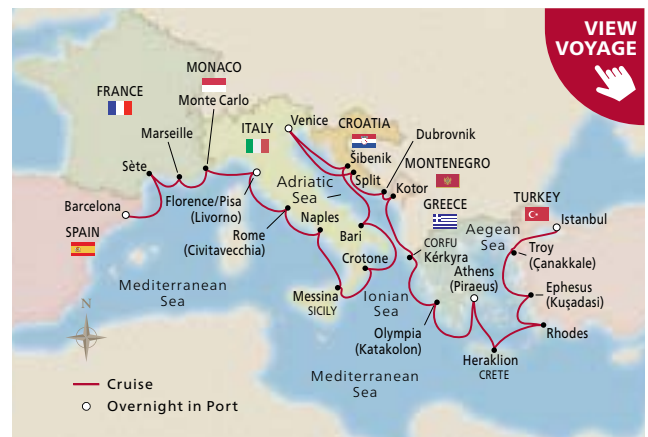 VIEW
VOYAGE
MONACO
Monte Carlo
FRANCE
Marseille
ITALY
Venice
CROATIA
Dubrovnik
Šibenik
MONTENEGRO
Split
Kotor
Sète
Adriatic
Sea
Barcelona
Florence/Pisa
(Livorno)
SPAIN
Rome
(Civitavecchia)
Naples
Bari
Crotone
GREECE
CORFU
Kérkyra
Aegean
Sea
TURKEY
Istanbul
Troy
(Çanakkale)
Athens
(Piraeus)
Ephesus
(Kuşadasi)
Mediterranean
Sea
Messina
SICILY
Ionian
Sea
Olympia
(Katakolon)
Rhodes
Heraklion
CRETE
Mediterranean
Sea
N
Cruise
Overnight in Port